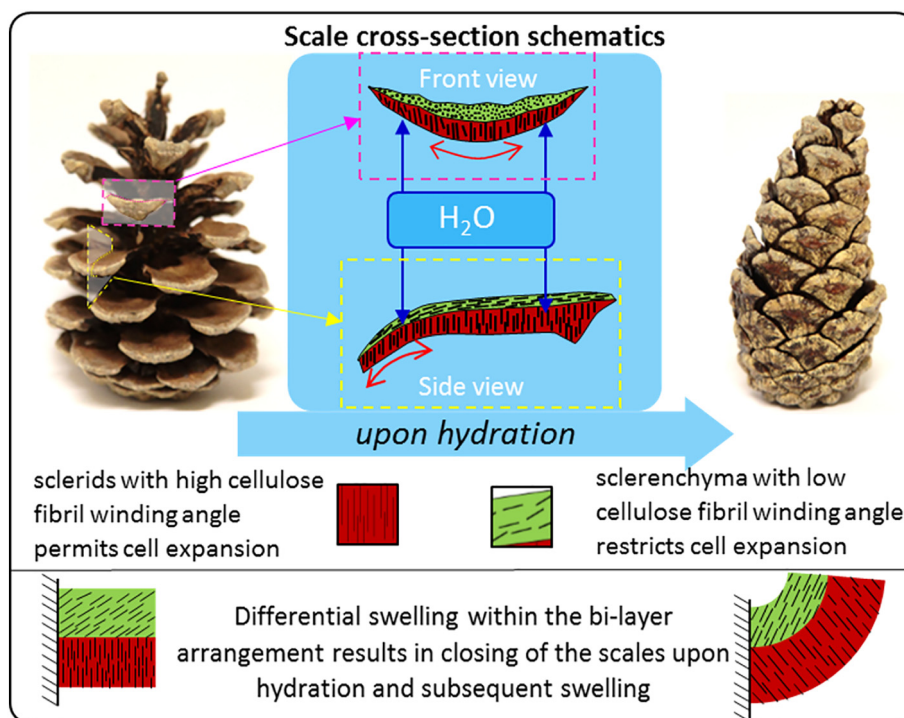 Scale cross-section schematics
Front view
H₂O
Side view
upon hydration
sclerids with high cellulose
fibril winding angle
permits cell expansion
sclerenchyma with low
cellulose fibril winding angle
restricts cell expansion
Differential swelling within the bi-layer
arrangement results in closing of the scales upon
hydration and subsequent swelling